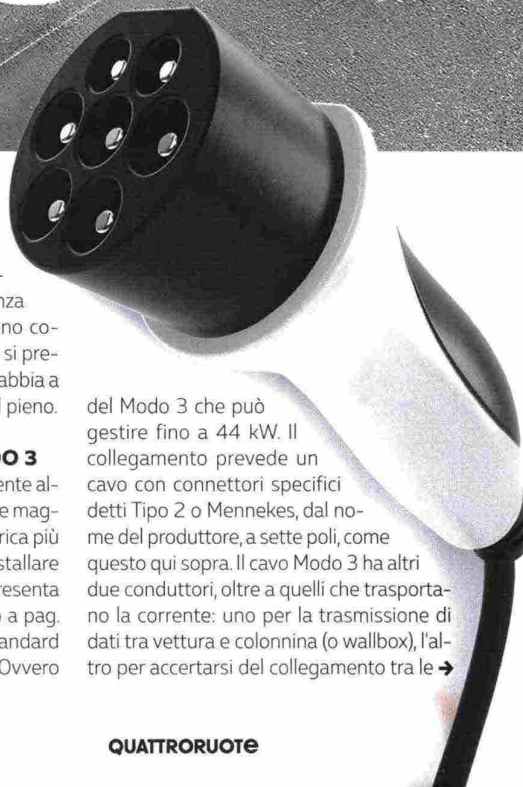 -
nza
no co-
si pre-
abbia a
l pieno.
DO 3
ente al-
e mag-
rica più
stallare
resenta
o a pag.
andard
Ovvero
del Modo 3 che può
gestire fino a 44 kW. Il
collegamento prevede un
cavo con connettori specifici
detti Tipo 2 o Mennekes, dal no-
me del produttore, a sette poli, come
questo qui sopra. Il cavo Modo 3 ha altri
due conduttori, oltre a quelli che trasporta-
no la corrente: uno per la trasmissione di
dati tra vettura e colonnina (o wallbox), l'al-
tro per accertarsi del collegamento tra le →
QUATTRORUOTe